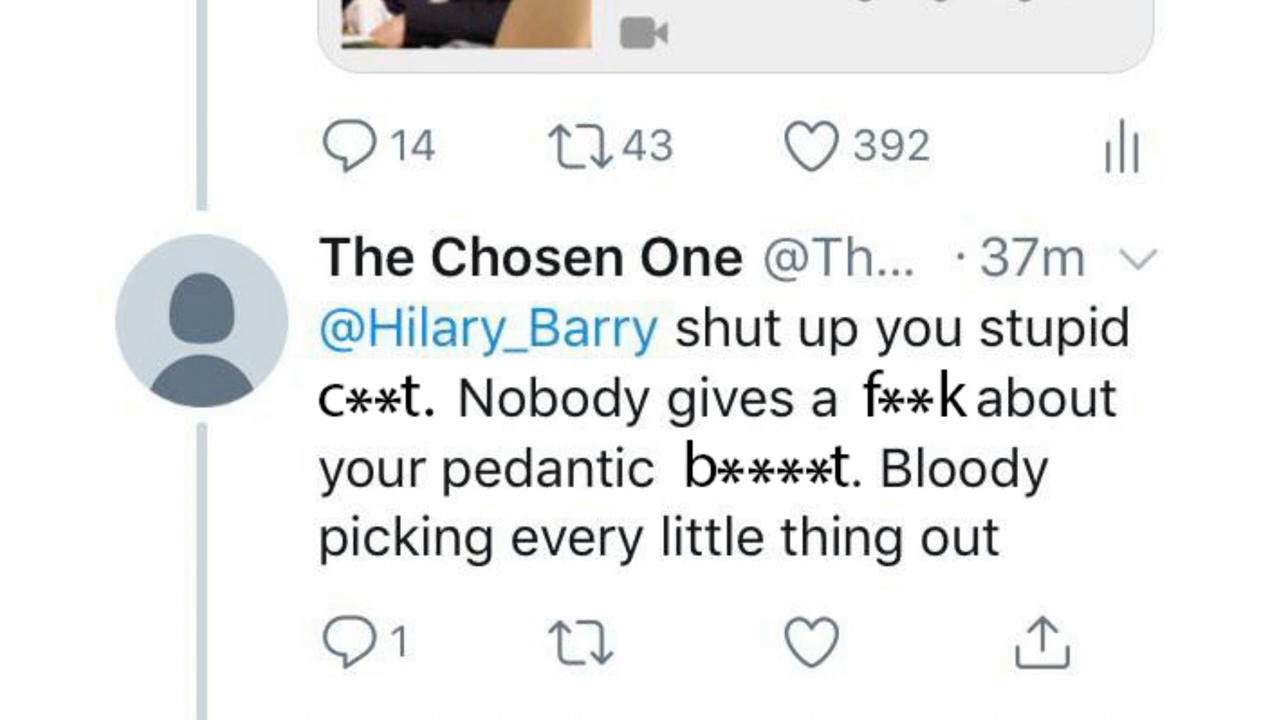 14 43 392
The Chosen One @Th... · 37m
@Hilary_Barry shut up you stupid
c**t. Nobody gives a f**k about
your pedantic b****t. Bloody
picking every little thing out
1